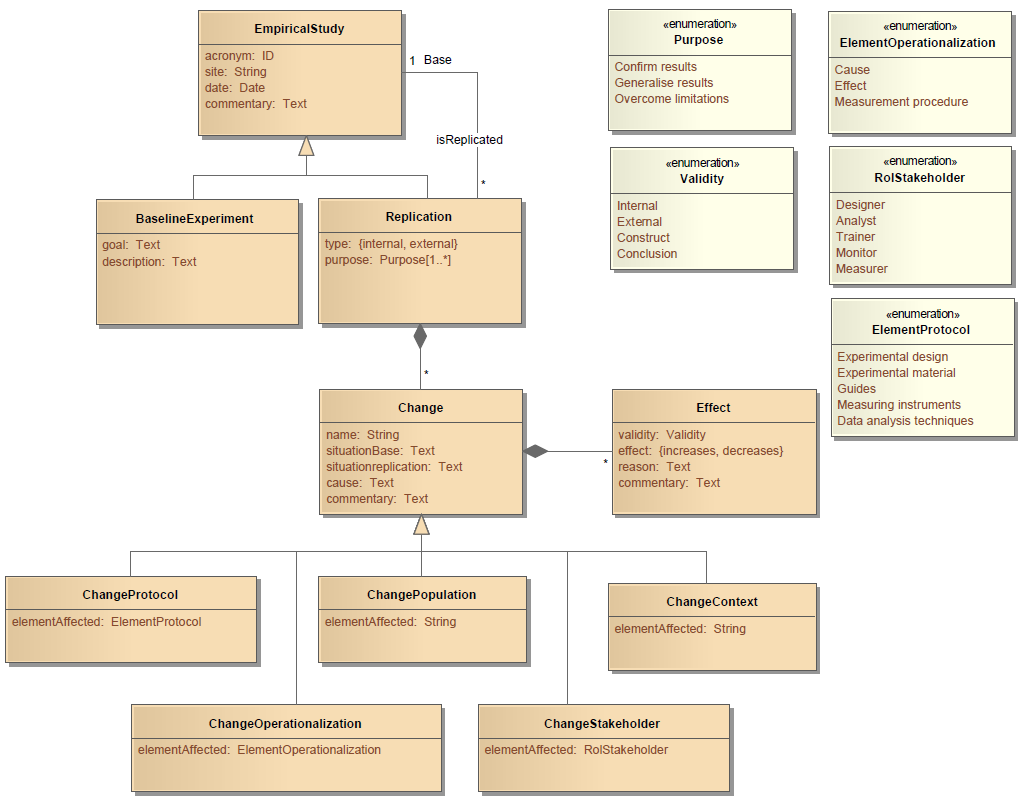 EmpiricalStudy
acronym: ID
site: String
date: Date
commentary: Text
1 Base
isReplicated
*
BaselineExperiment
goal: Text
description: Text
Replication
type: {internal, external}
purpose: Purpose[1..*]
*
Change
name: String
situationBase: Text
situationreplication: Text
cause: Text
commentary: Text
*
Effect
validity: Validity
effect: {increases, decreases}
reason: Text
commentary: Text
ChangeProtocol
elementAffected: ElementProtocol
ChangePopulation
elementAffected: String
ChangeContext
elementAffected: String
ChangeOperationalization
elementAffected: ElementOperationalization
ChangeStakeholder
elementAffected: RolStakeholder
«enumeration»
Purpose
Confirm results
Generalise results
Overcome limitations
«enumeration»
Validity
Internal
External
Construct
Conclusion
«enumeration»
ElementOperationalization
Cause
Effect
Measurement procedure
«enumeration»
RolStakeholder
Designer
Analyst
Trainer
Monitor
Measurer
«enumeration»
ElementProtocol
Experimental design
Experimental material
Guides
Measuring instruments
Data analysis techniques